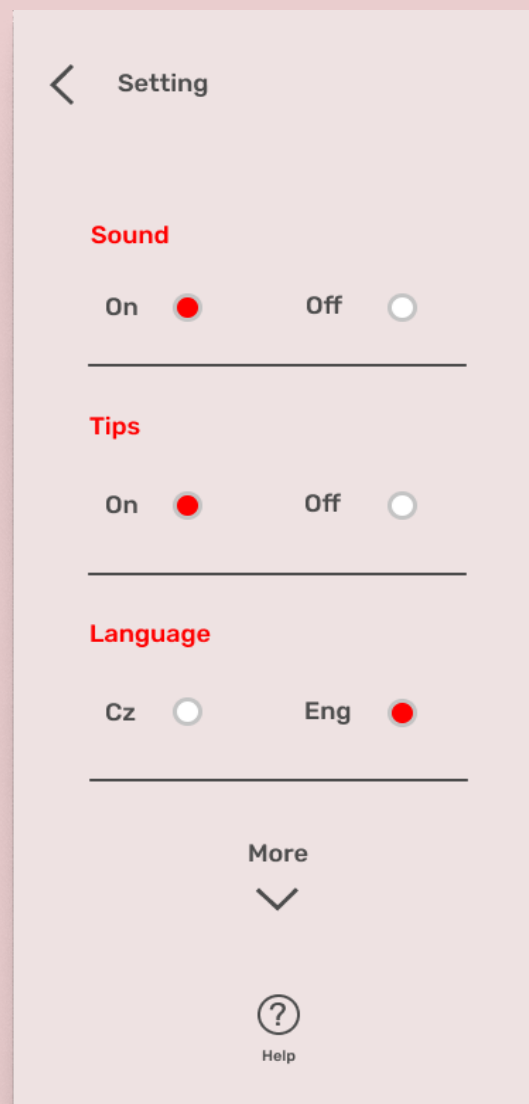 Setting
Sound
On Off
Tips
On Off
Language
Cz Eng
More
?
Help